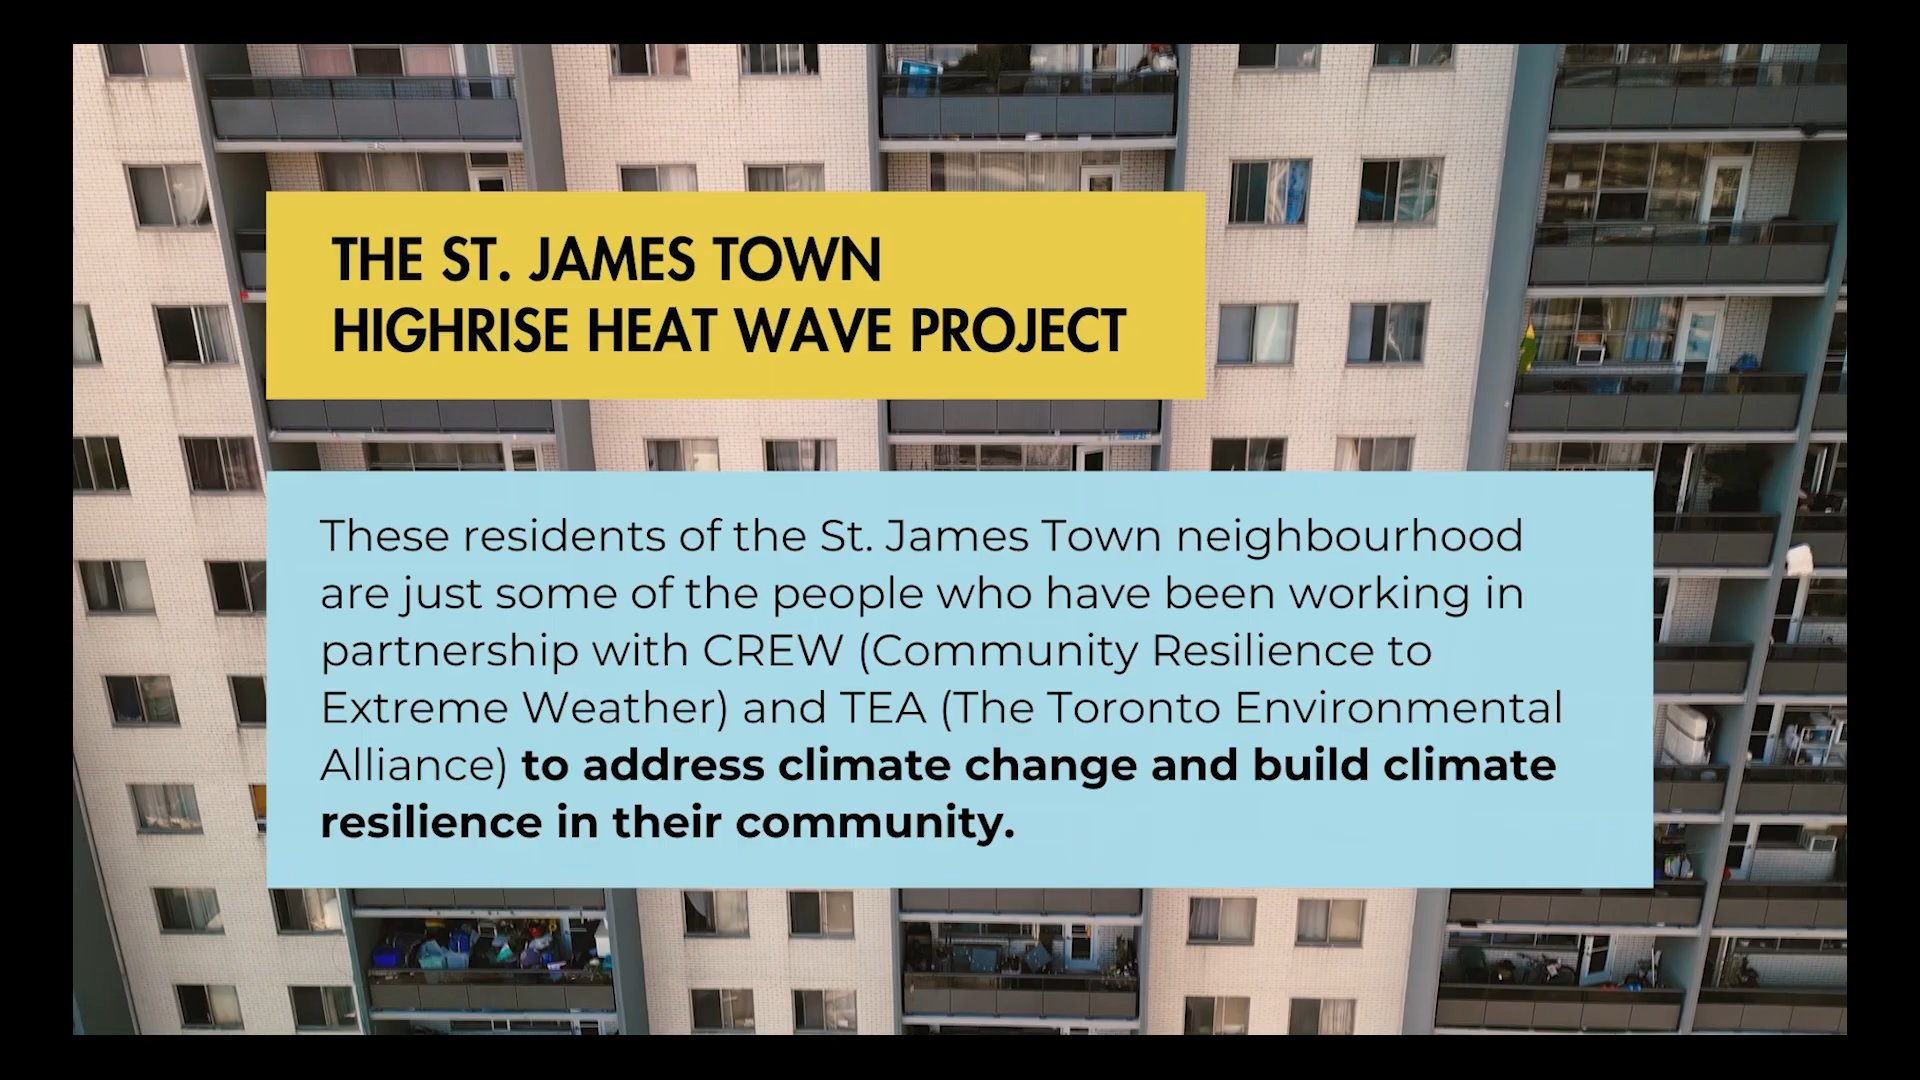 THE ST. JAMES TOWN
HIGHRISE HEAT WAVE PROJECT
These residents of the St. James Town neighbourhood
are just some of the people who have been working in
partnership with CREW (Community Resilience to
Extreme Weather) and TEA (The Toronto Environmental
Alliance) to address climate change and build climate
resilience in their community.